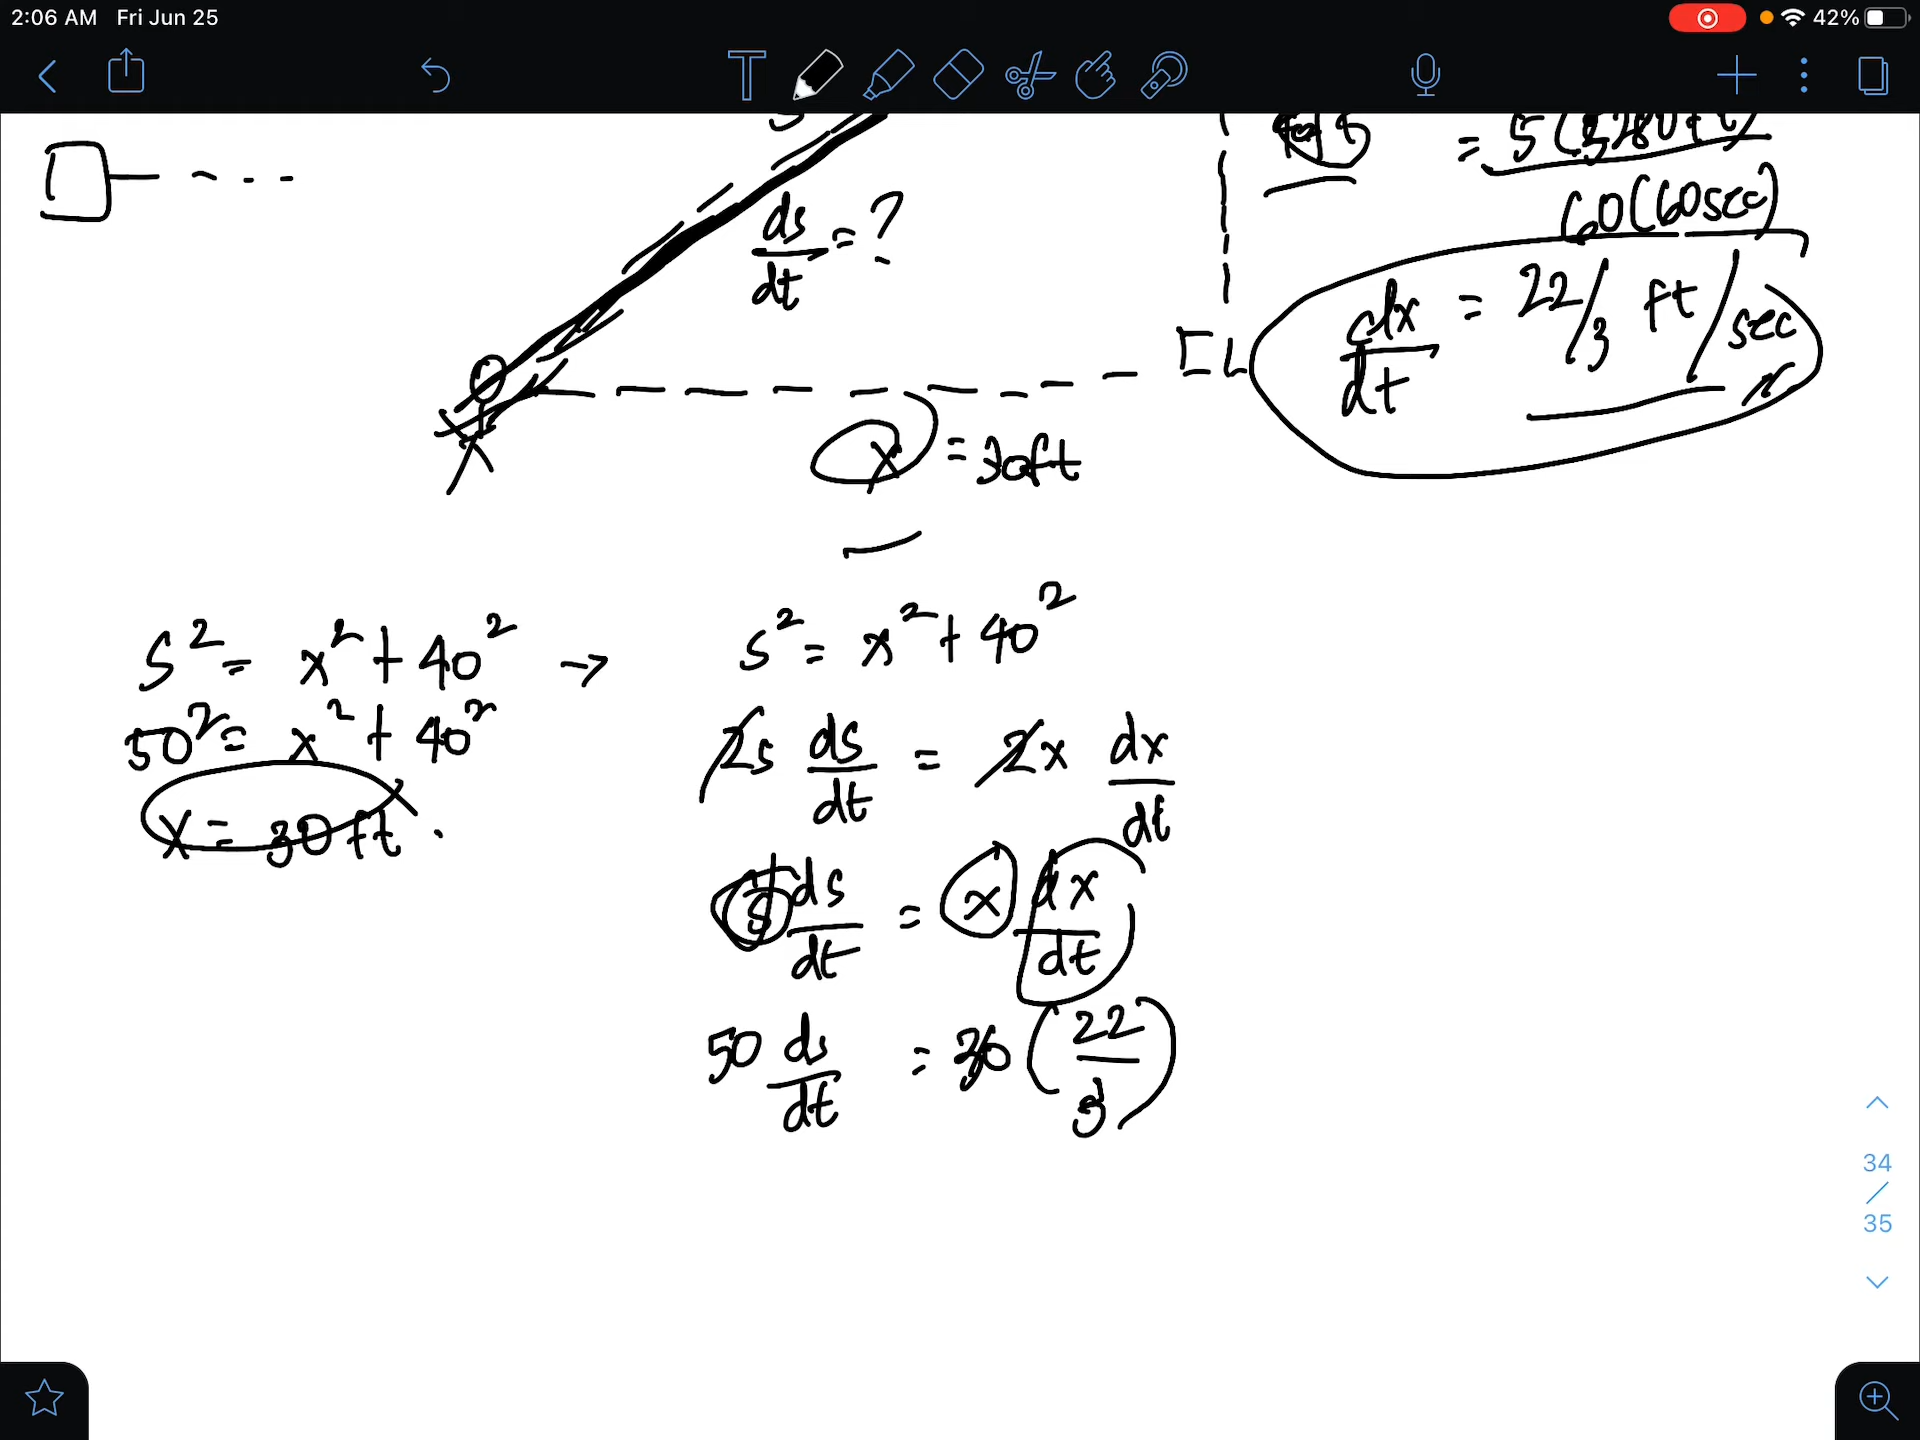 2:06 AM Fri Jun 25
42%
T
= 5(5280ft)
60(60sec)
ds/dt = ?
dx/dt = 22/3 ft/sec
x = 30ft
S² = x² + 40² →
50² = x² + 40²
x = 30 ft.
s² = x² + 40²
2s ds/dt = 2x dx/dt
s ds/dt = x dx/dt
50 ds/dt = 30 (22/3)
34
/
35